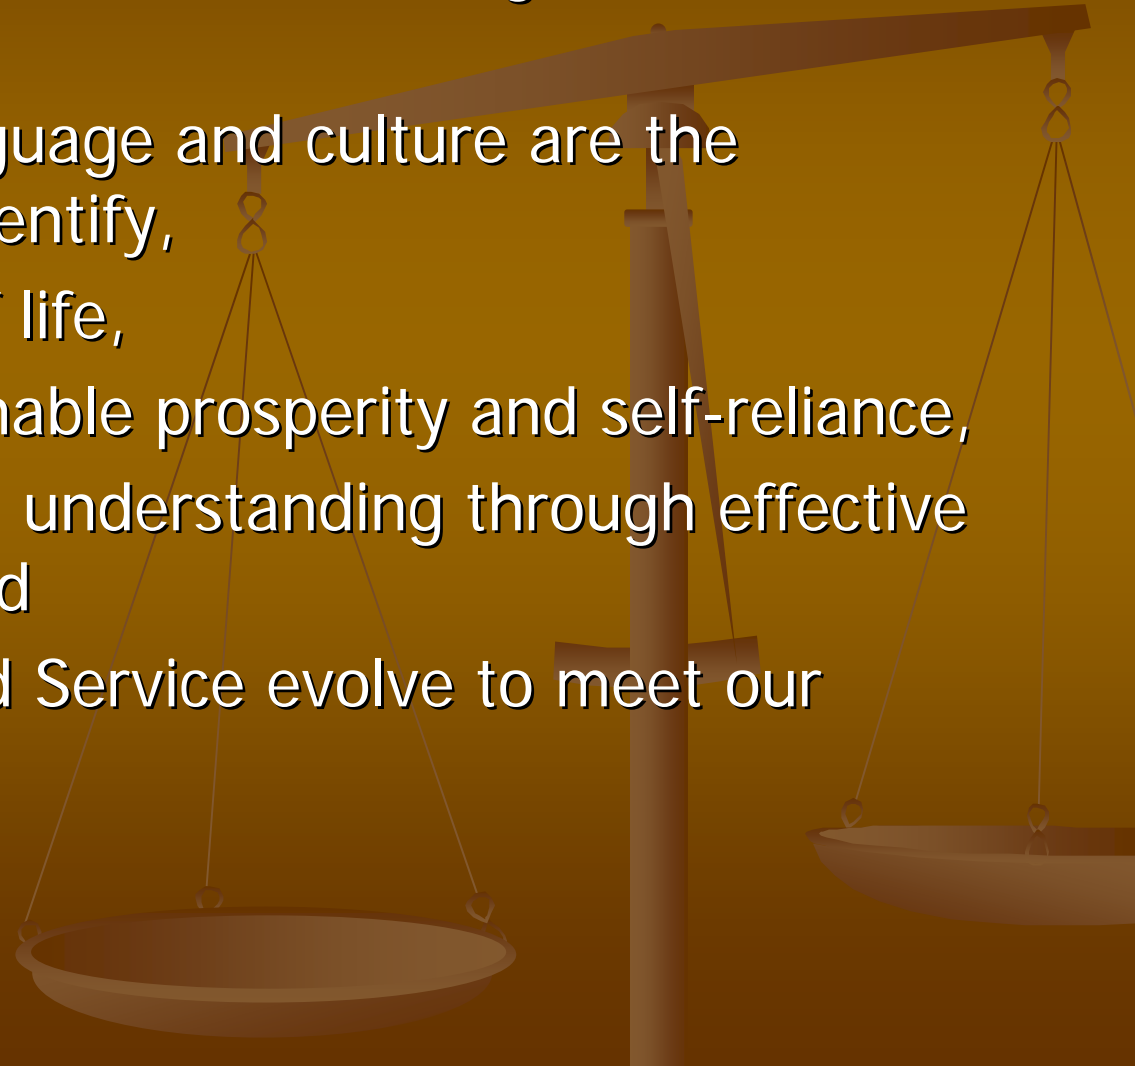 guage and culture are the
entify,
life,
nable prosperity and self-reliance,
understanding through effective
d
d Service evolve to meet our